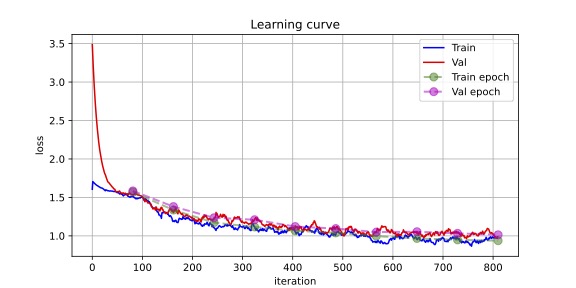 Learning curve
3.5
3.0
2.5
2.0
1.5
1.0
loss
Train
Val
Train epoch
Val epoch
0 100 200 300 400 500 600 700 800
iteration